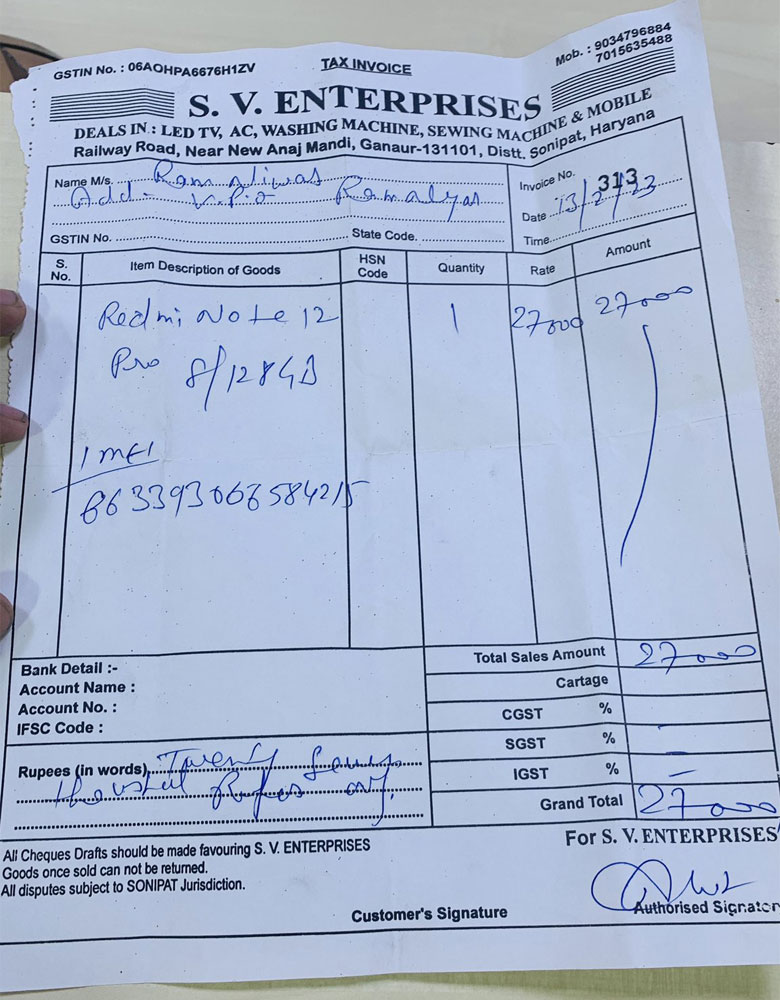 GSTIN No. : 06AOHPA6676H1ZV
TAX INVOICE
Mob. : 9034796884
7015635488
S. V. ENTERPRISES
DEALS IN : LED TV, AC, WASHING MACHINE, SEWING MACHINE & MOBILE
Railway Road, Near New Anaj Mandi, Ganaur-131101, Distt. Sonipat, Haryana
Name M/s. Ramniwas
Add- V.P.O
Invoice No. 313
Date 13/2/23
GSTIN No. State Code.
Time
S. No. Item Description of Goods HSN Code Quantity Rate Amount
Redmi Note 12 1 27000 27000
Pro 8/128GB
IMEI
Bank Detail :- Total Sales Amount 27000
Account Name : Cartage
Account No. : CGST %
IFSC Code : SGST %
IGST %
Rupees (in words) Twenty
Rupees only.
Grand Total 27000
All Cheques Drafts should be made favouring S. V. ENTERPRISES
Goods once sold can not be returned.
All disputes subject to SONIPAT Jurisdiction.
For S. V. ENTERPRISES
Customer's Signature
Authorised Signator